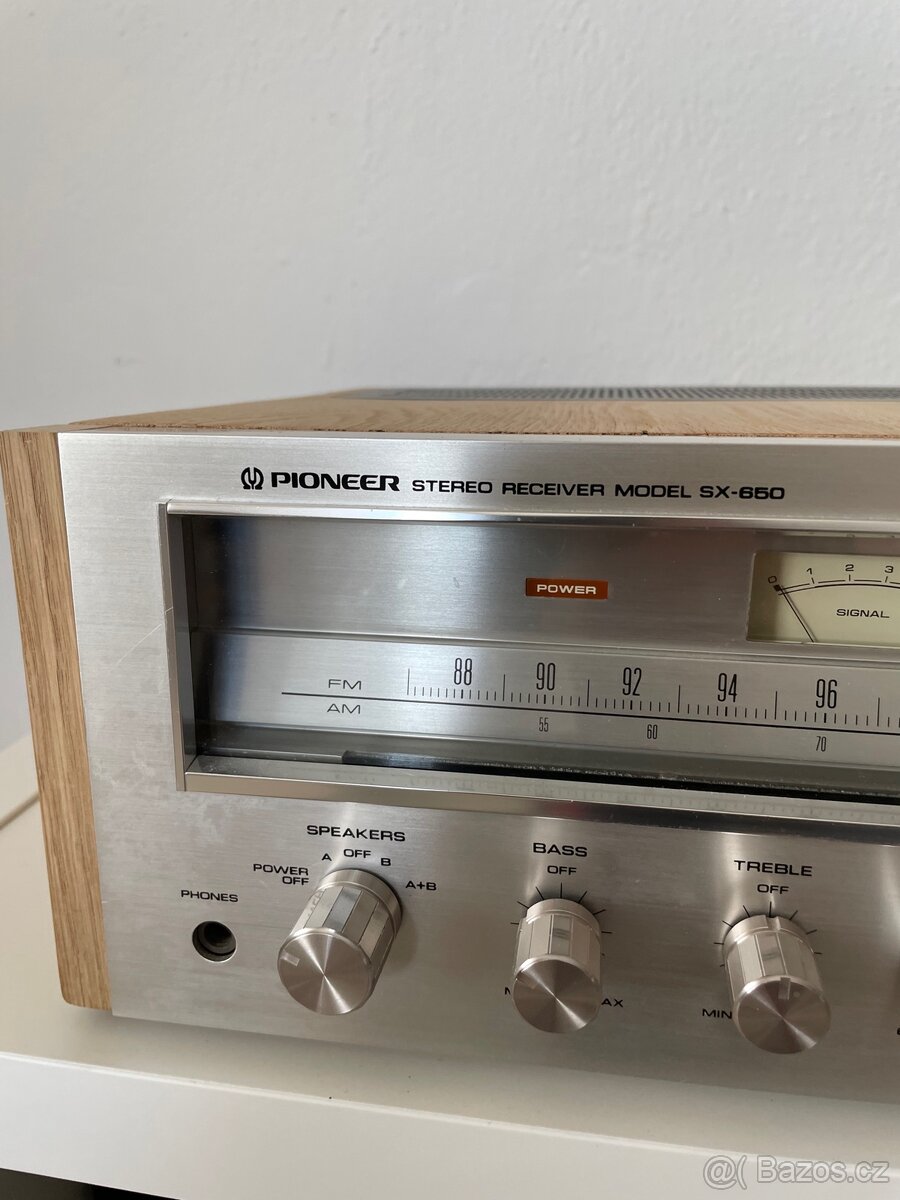 PIONEER STEREO RECEIVER MODEL SX-650
POWER
0 1 2 3
SIGNAL
FM 88 90 92 94 96
AM 55 60 70
SPEAKERS
POWER OFF A OFF B A+B
PHONES
BASS
OFF
TREBLE
OFF
MIN
@( Bazos.cz